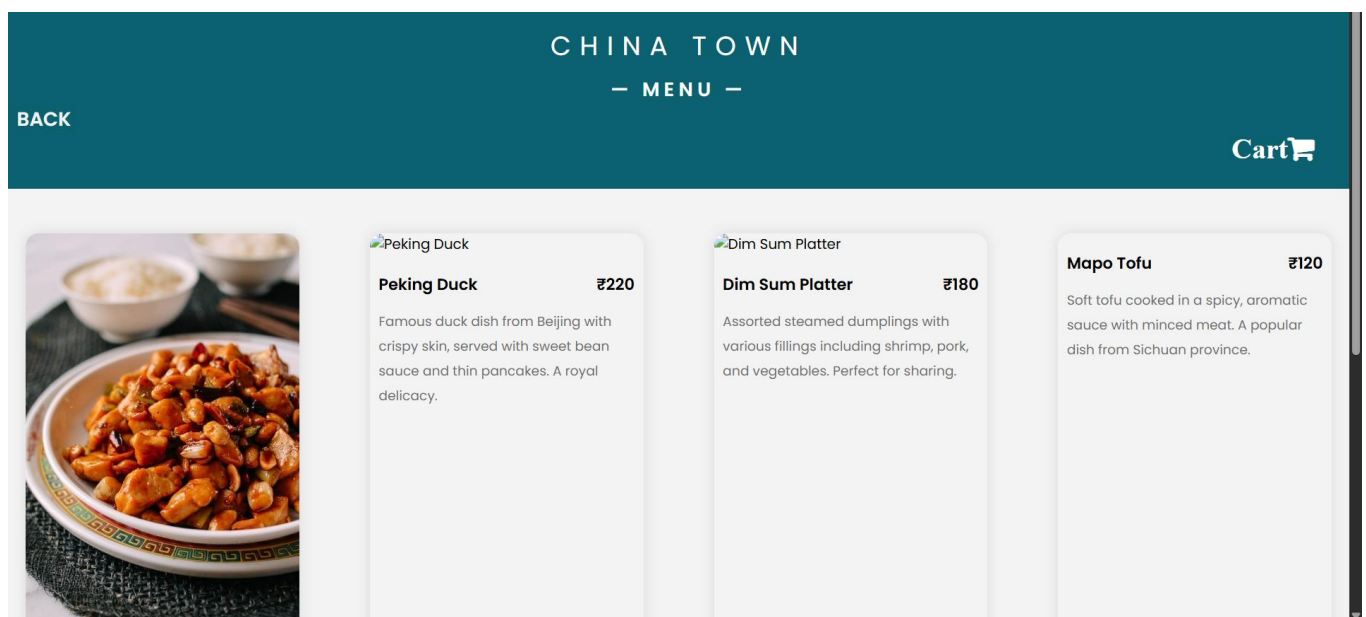 CHINA TOWN
— MENU —
BACK
Cart
Peking Duck
Peking Duck ₹220
Famous duck dish from Beijing with
crispy skin, served with sweet bean
sauce and thin pancakes. A royal
delicacy.
Dim Sum Platter
Dim Sum Platter ₹180
Assorted steamed dumplings with
various fillings including shrimp, pork,
and vegetables. Perfect for sharing.
Mapo Tofu ₹120
Soft tofu cooked in a spicy, aromatic
sauce with minced meat. A popular
dish from Sichuan province.